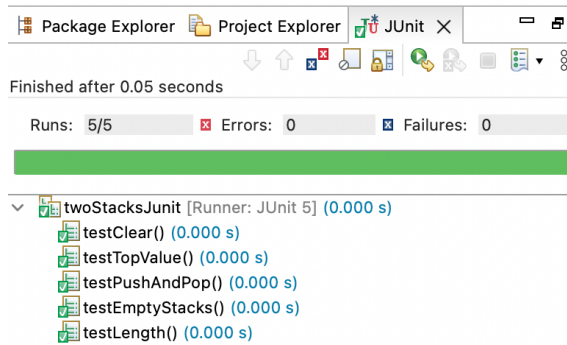 Package Explorer Project Explorer JUnit
Finished after 0.05 seconds
Runs: 5/5 Errors: 0 Failures: 0
twoStacksJunit [Runner: JUnit 5] (0.000 s)
testClear() (0.000 s)
testTopValue() (0.000 s)
testPushAndPop() (0.000 s)
testEmptyStacks() (0.000 s)
testLength() (0.000 s)